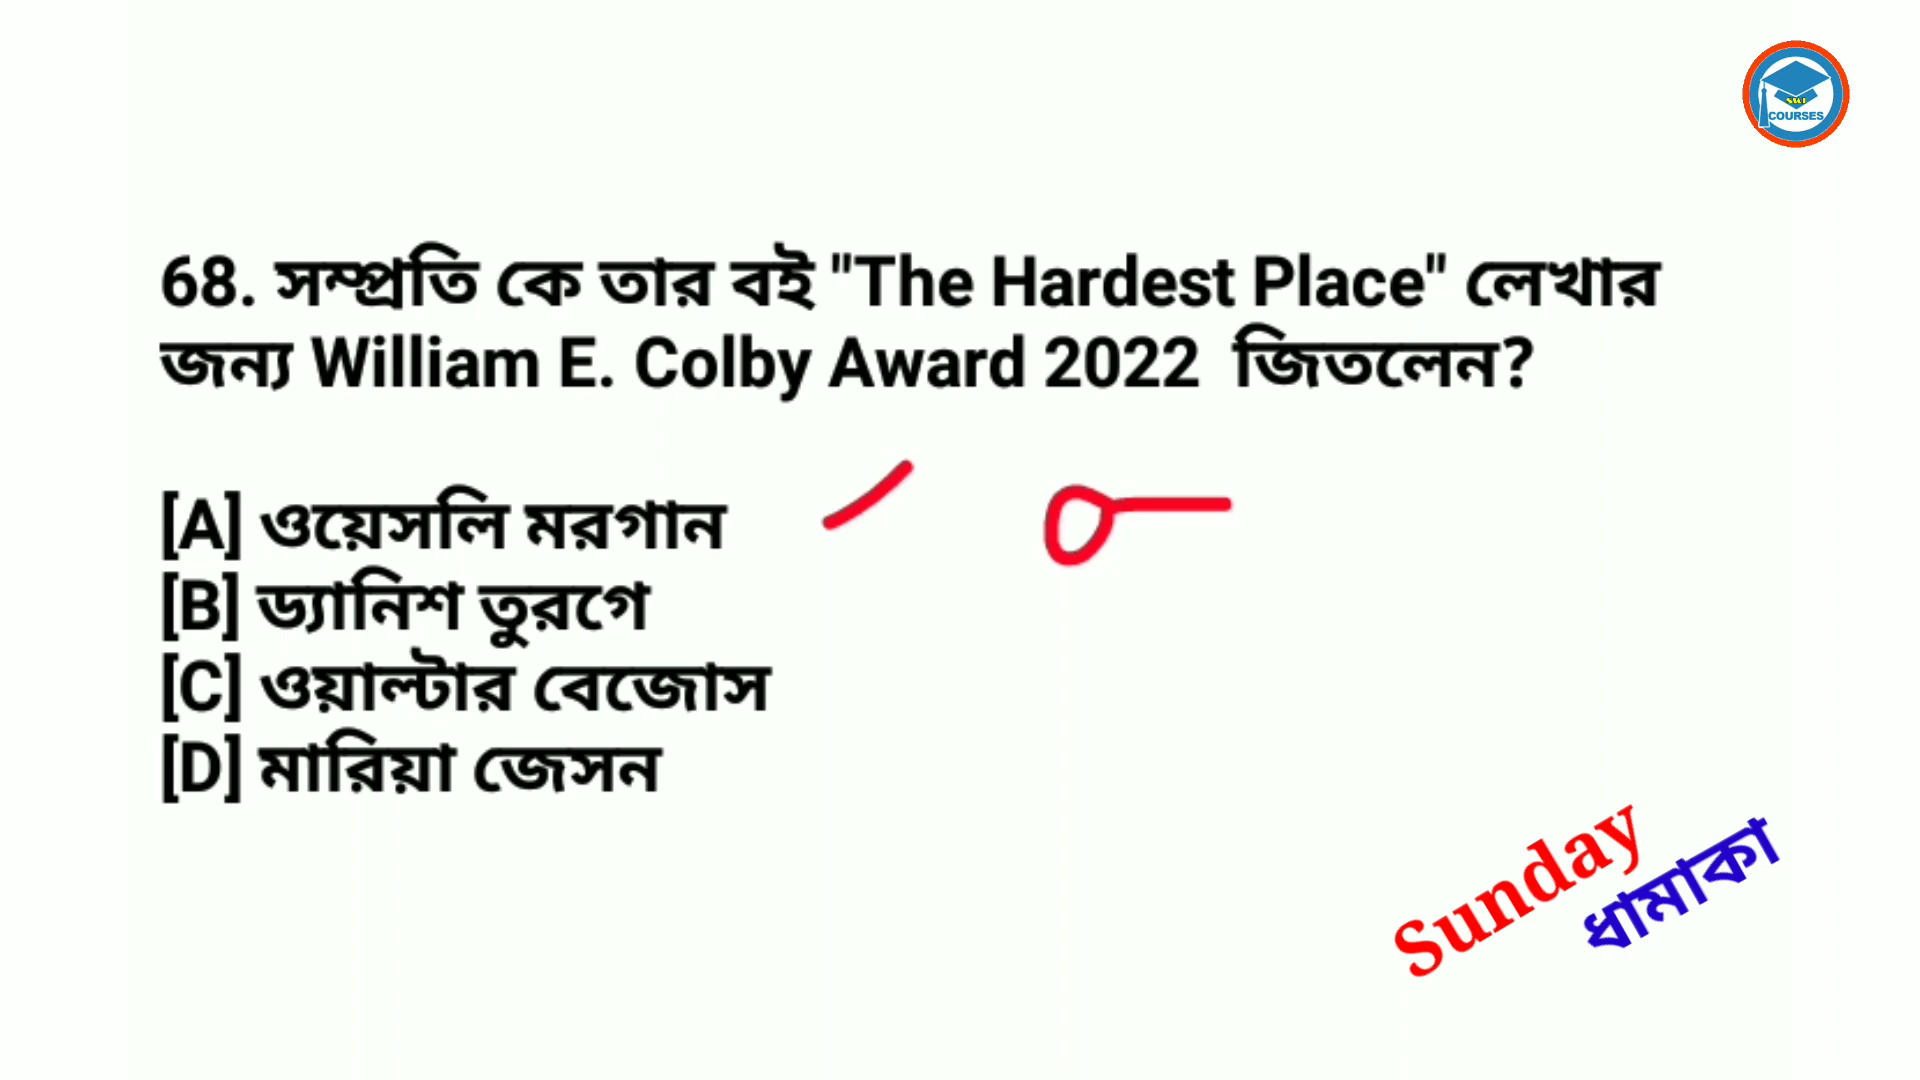 SWI
COURSES
68. সম্প্রতি কে তার বই "The Hardest Place" লেখার
জন্য William E. Colby Award 2022 জিতলেন?
[A] ওয়েসলি মরগান
[B] ড্যানিশ তুরগে
[C] ওয়াল্টার বেজোস
[D] মারিয়া জেসন
Sunday
ধামাকা